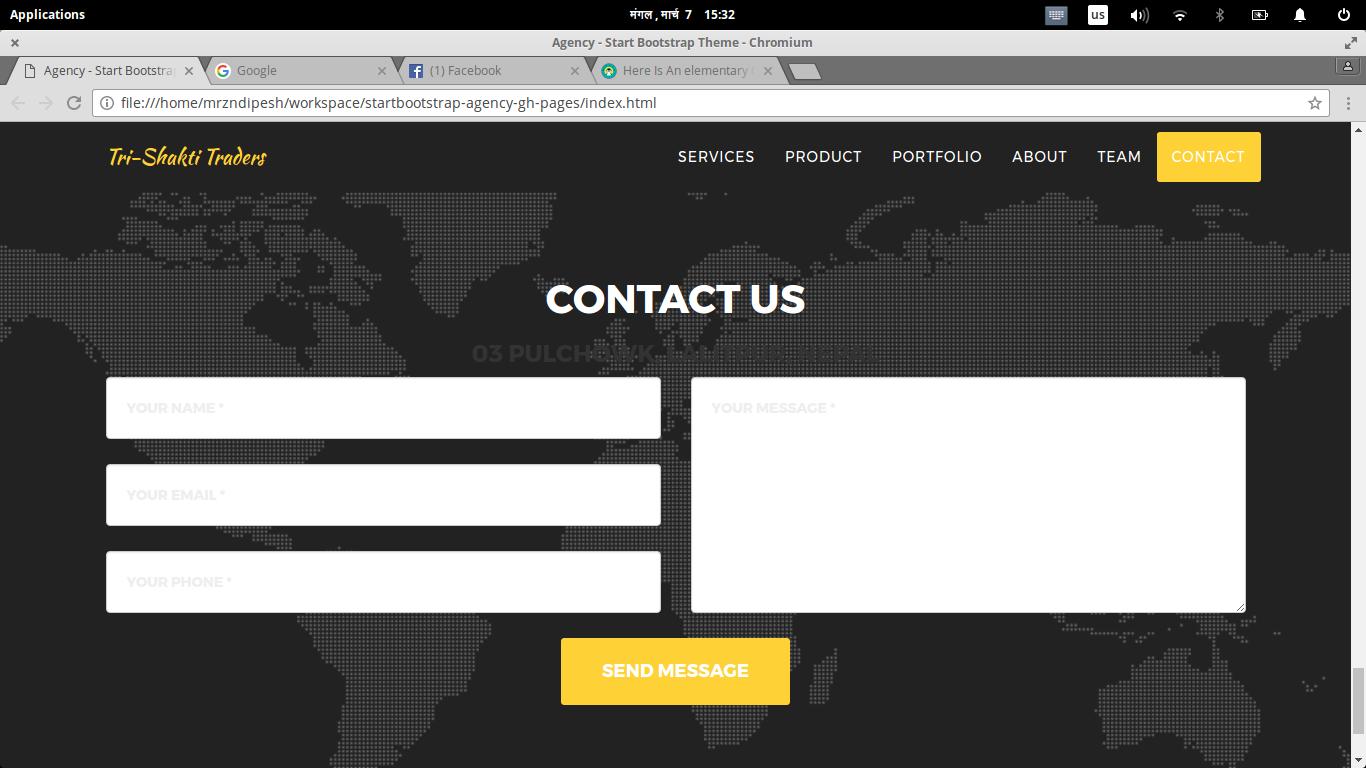 Applications
मंगल , मार्च 7 15:32
us
Agency - Start Bootstrap Theme - Chromium
Agency - Start Bootstra
Google
(1) Facebook
Here Is An elementary
file:///home/mrzndipesh/workspace/startbootstrap-agency-gh-pages/index.html
Tri-Shakti Traders
SERVICES
PRODUCT
PORTFOLIO
ABOUT
TEAM
CONTACT
CONTACT US
03 PULCHOWK,
YOUR NAME *
YOUR MESSAGE *
YOUR EMAIL *
YOUR PHONE *
SEND MESSAGE